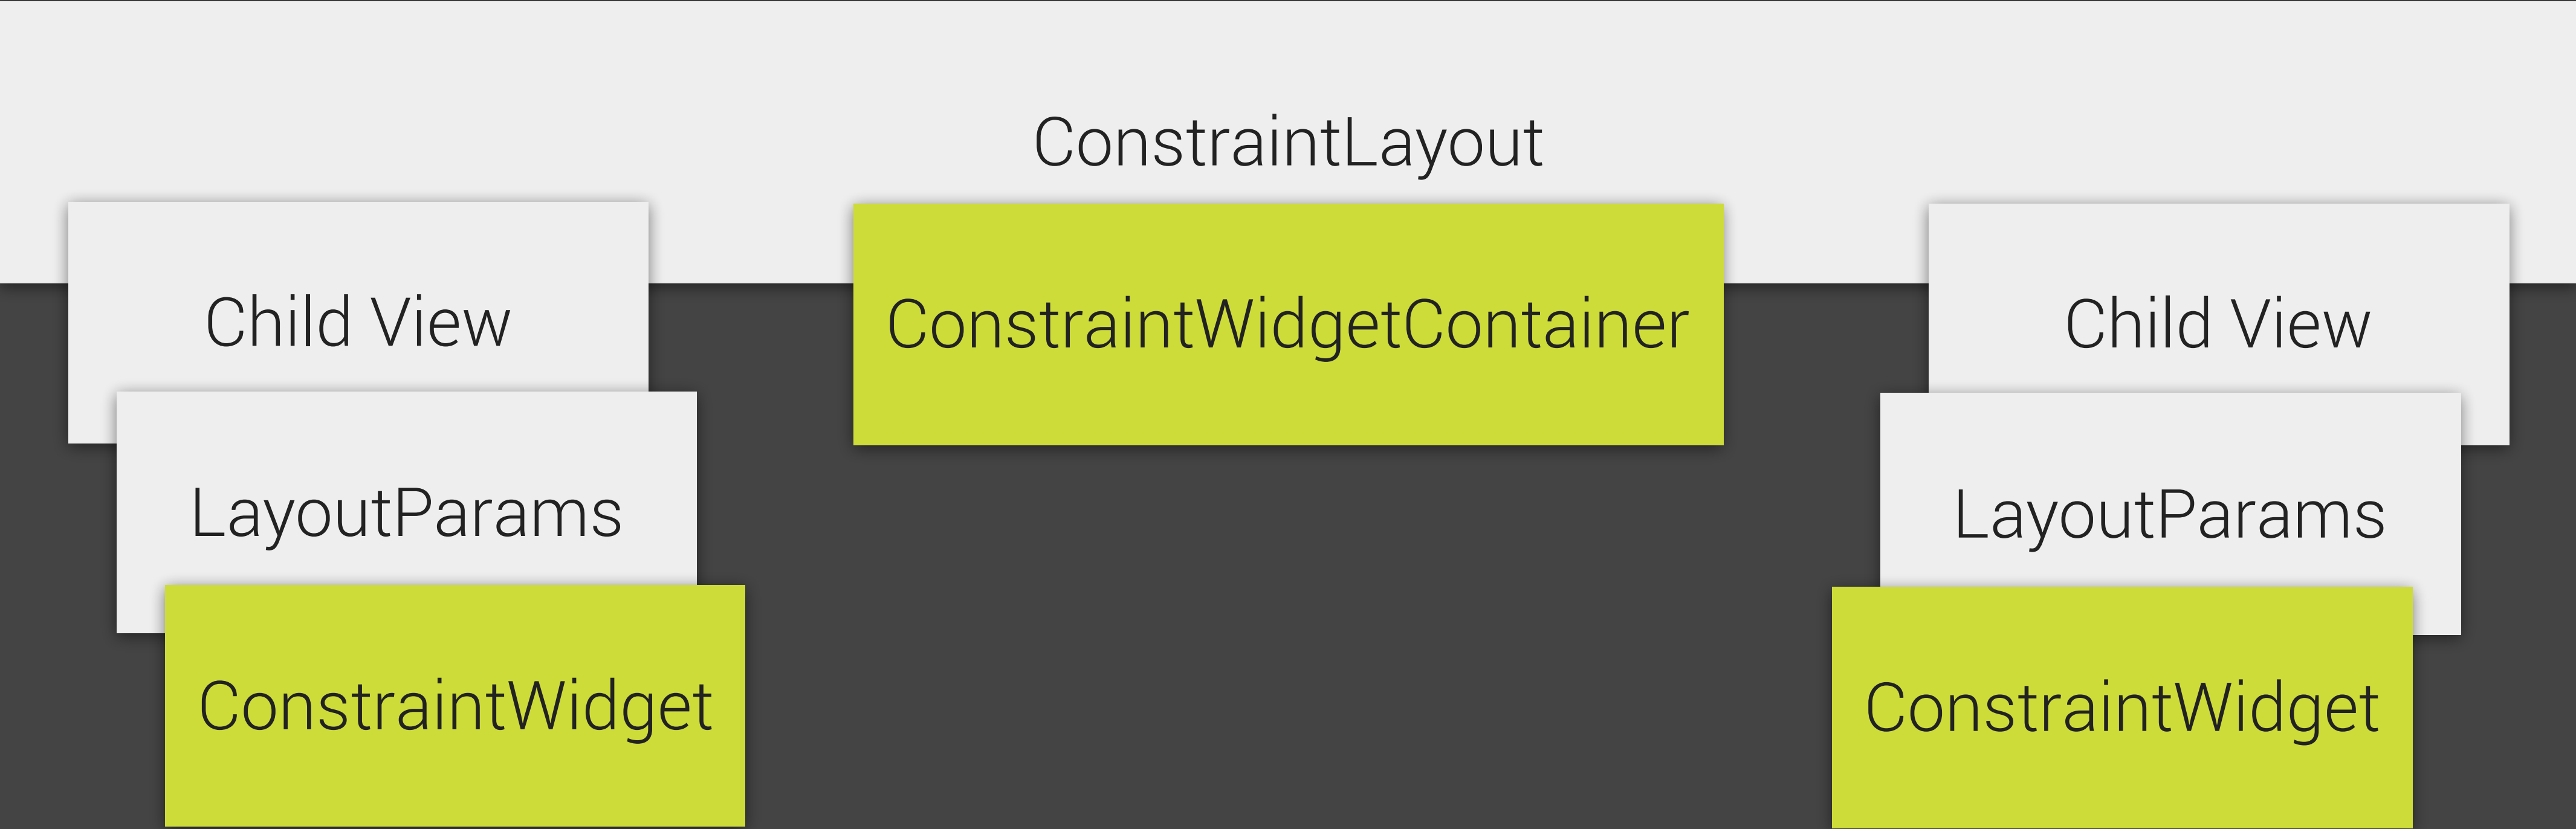 ConstraintLayout
Child View
ConstraintWidgetContainer
Child View
LayoutParams
LayoutParams
ConstraintWidget
ConstraintWidget